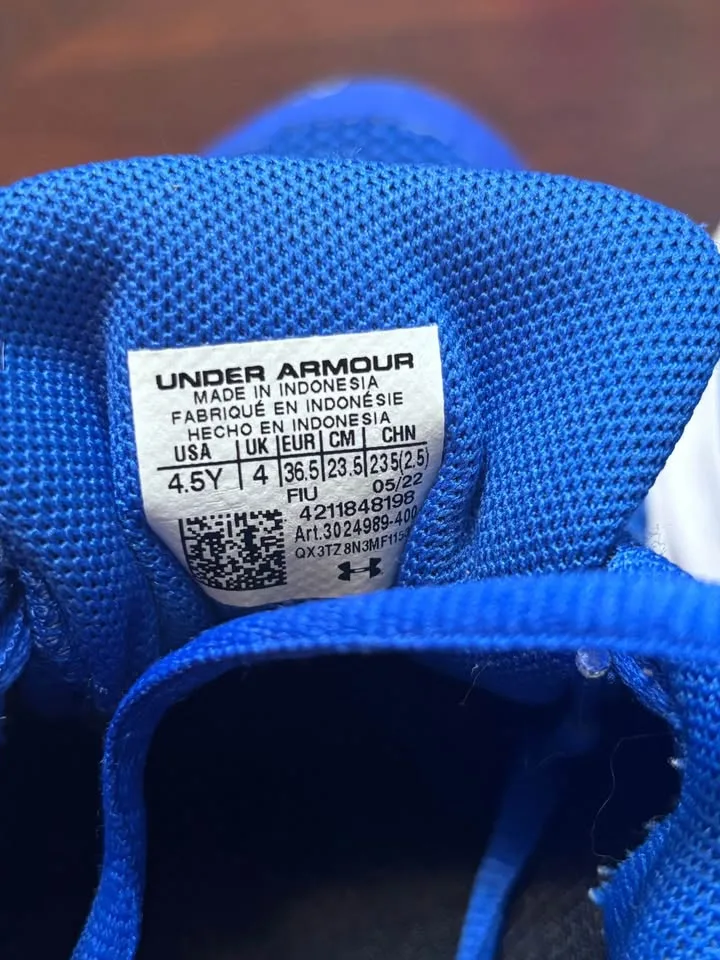 UNDER ARMOUR
MADE IN INDONESIA
FABRIQUÉ EN INDONÉSIE
HECHO EN INDONESIA
USA UK EUR CM CHN
4.5Y 4 36.5 23.5 235(2.5)
FIU 05/22
4211848198
Art.3024989-400